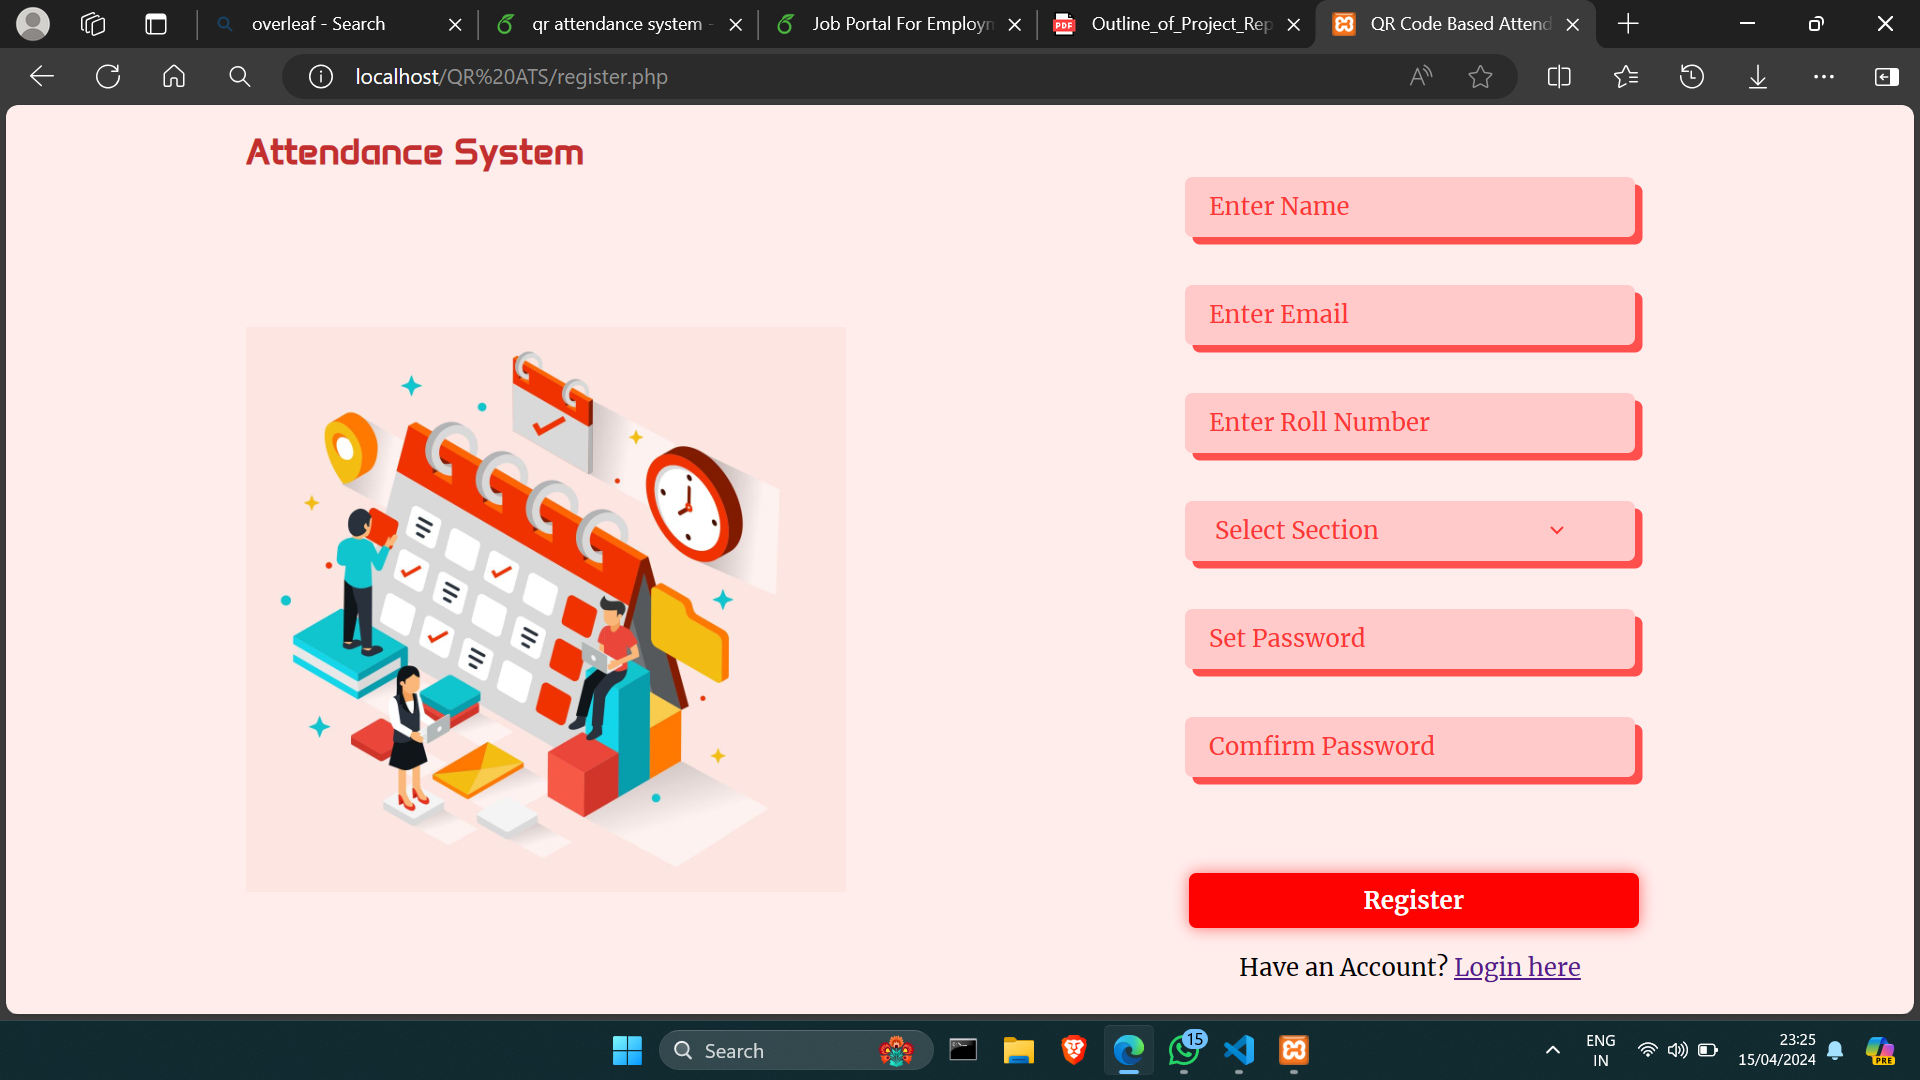 overleaf - Search
qr attendance system -
Job Portal For Employm
Outline_of_Project_Rep
QR Code Based Attend
localhost/QR%20ATS/register.php
Attendance System
Enter Name
Enter Email
Enter Roll Number
Select Section
Set Password
Comfirm Password
Register
Have an Account? Login here
Search
15
ENG
IN
23:25
15/04/2024
PRE